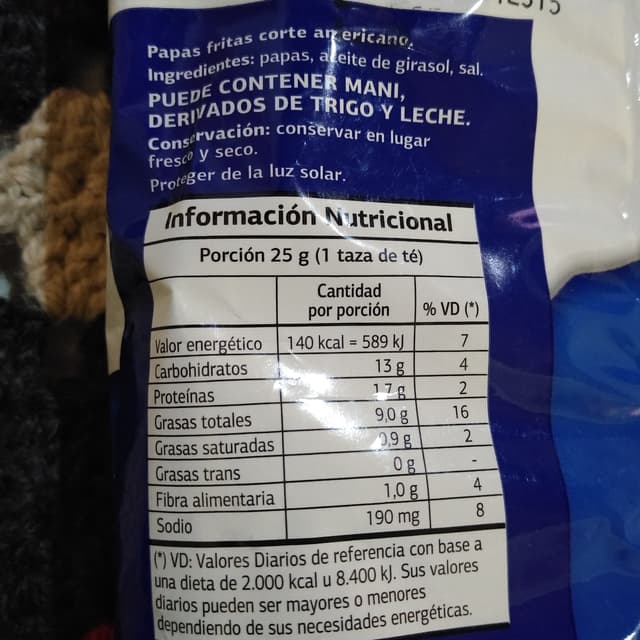 Papas fritas corte americano.
Ingredientes: papas, aceite de girasol, sal.
PUEDE CONTENER MANI,
DERIVADOS DE TRIGO Y LECHE.
Conservación: conservar en lugar
fresco y seco.
Proteger de la luz solar.
Información Nutricional
Porción 25 g (1 taza de té)
Cantidad por porción % VD (*)
Valor energético 140 kcal = 589 kJ 7
Carbohidratos 13 g 4
Proteínas 1,7 g 2
Grasas totales 9,0 g 16
Grasas saturadas 0,9 g 2
Grasas trans 0 g -
Fibra alimentaria 1,0 g 4
Sodio 190 mg 8
(*) VD: Valores Diarios de referencia con base a
una dieta de 2.000 kcal u 8.400 kJ. Sus valores
diarios pueden ser mayores o menores
dependiendo de sus necesidades energéticas.